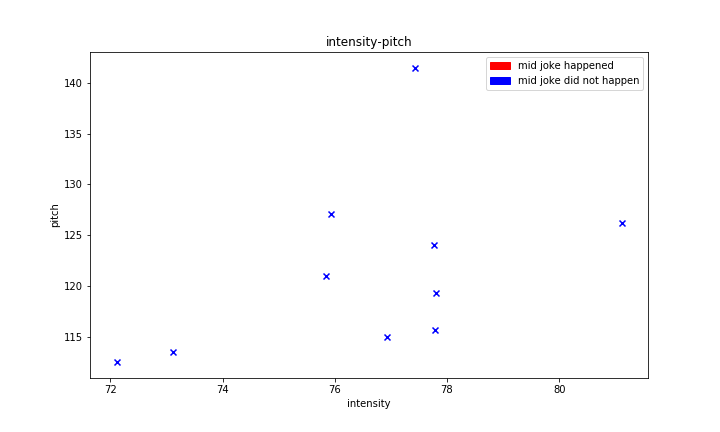 intensity-pitch
mid joke happened
mid joke did not happen
140
135
130
125
120
115
pitch
72
74
76
78
80
intensity